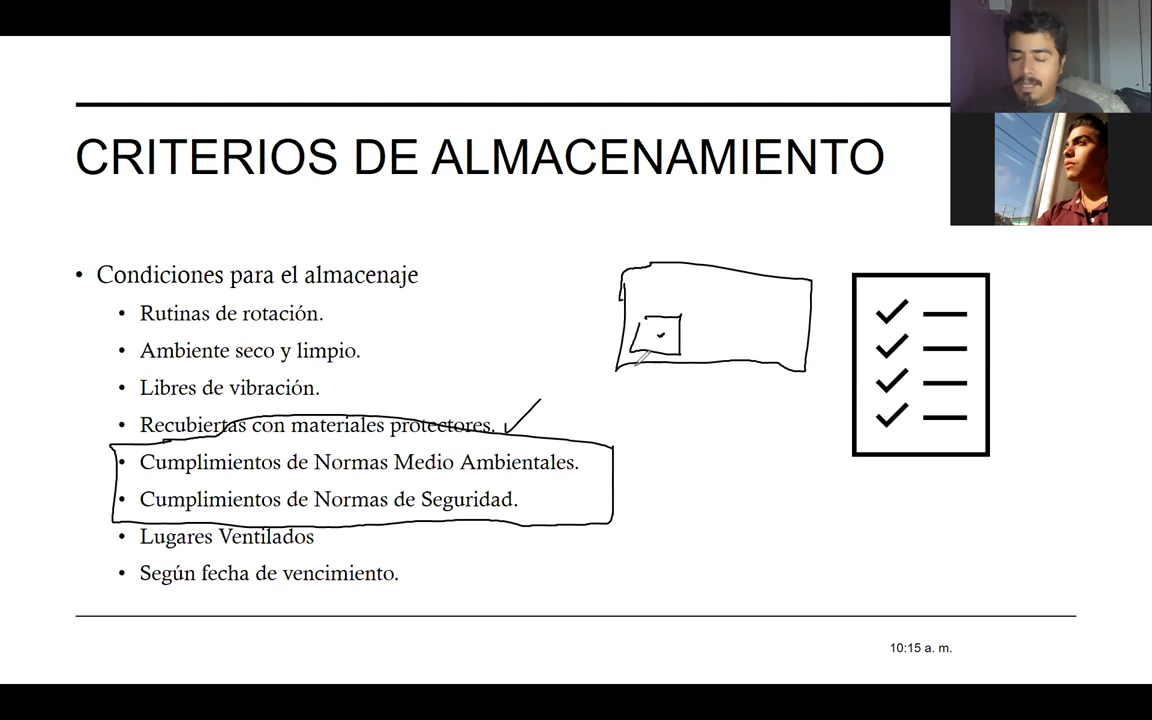 CRITERIOS DE ALMACENAMIENTO
• Condiciones para el almacenaje
• Rutinas de rotación.
• Ambiente seco y limpio.
• Libres de vibración.
• Recubiertas con materiales protectores.
• Cumplimientos de Normas Medio Ambientales.
• Cumplimientos de Normas de Seguridad.
• Lugares Ventilados
• Según fecha de vencimiento.
10:15 a. m.